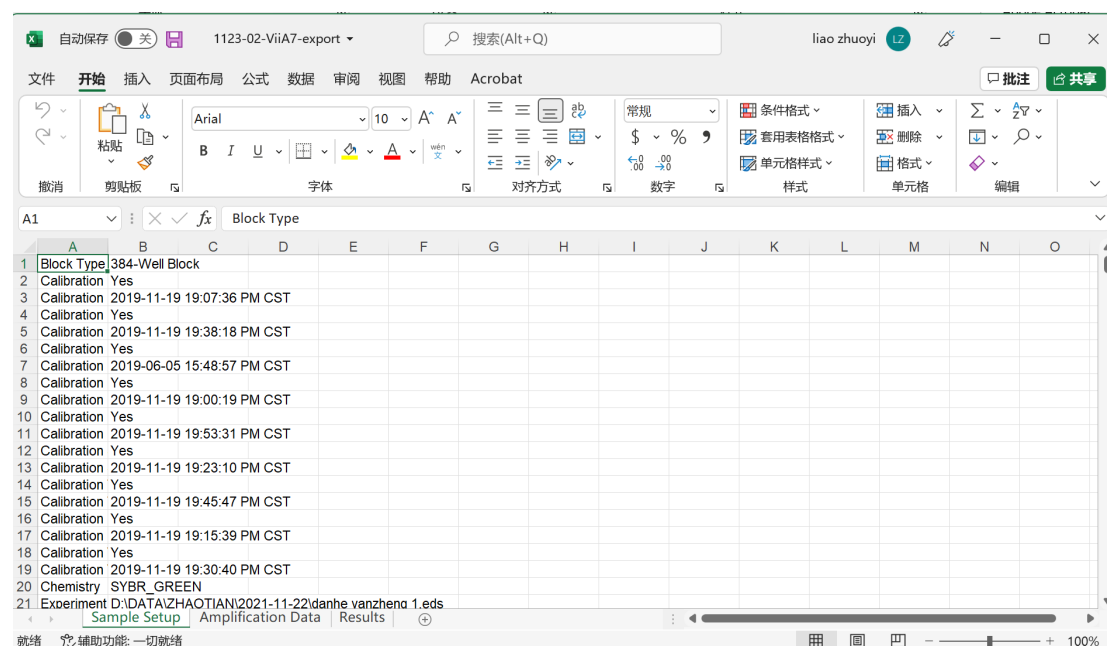 自动保存 关 1123-02-ViiA7-export 搜索(Alt+Q) liao zhuoyi LZ
文件 开始 插入 页面布局 公式 数据 审阅 视图 帮助 Acrobat 批注 共享
粘贴 Arial 10 A A 常规 条件格式 插入
B I U A wén 文 $ % 套用表格格式 删除
单元格样式 格式
撤消 剪贴板 字体 对齐方式 数字 样式 单元格 编辑
A1 fx Block Type
A B C D E F G H I J K L M N O
1 Block Type 384-Well Block
2 Calibration Yes
3 Calibration 2019-11-19 19:07:36 PM CST
4 Calibration Yes
5 Calibration 2019-11-19 19:38:18 PM CST
6 Calibration Yes
7 Calibration 2019-06-05 15:48:57 PM CST
8 Calibration Yes
9 Calibration 2019-11-19 19:00:19 PM CST
10 Calibration Yes
11 Calibration 2019-11-19 19:53:31 PM CST
12 Calibration Yes
13 Calibration 2019-11-19 19:23:10 PM CST
14 Calibration Yes
15 Calibration 2019-11-19 19:45:47 PM CST
16 Calibration Yes
17 Calibration 2019-11-19 19:15:39 PM CST
18 Calibration Yes
19 Calibration 2019-11-19 19:30:40 PM CST
20 Chemistry SYBR_GREEN
21 Experiment D:\DATA\ZHAOTIAN\2021-11-22\danhe yanzheng 1.eds
Sample Setup Amplification Data Results
就绪 辅助功能: 一切就绪 100%